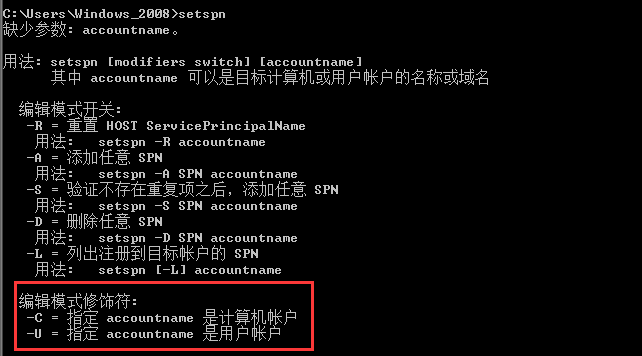 C:\Users\Windows_2008>setspn
缺少参数: accountname。
用法: setspn [modifiers switch] [accountname]
其中 accountname 可以是目标计算机或用户帐户的名称或域名
编辑模式开关:
-R = 重置 HOST ServicePrincipalName
用法: setspn -R accountname
-A = 添加任意 SPN
用法: setspn -A SPN accountname
-S = 验证不存在重复项之后，添加任意 SPN
用法: setspn -S SPN accountname
-D = 删除任意 SPN
用法: setspn -D SPN accountname
-L = 列出注册到目标帐户的 SPN
用法: setspn [-L] accountname
编辑模式修饰符:
-C = 指定 accountname 是计算机帐户
-U = 指定 accountname 是用户帐户